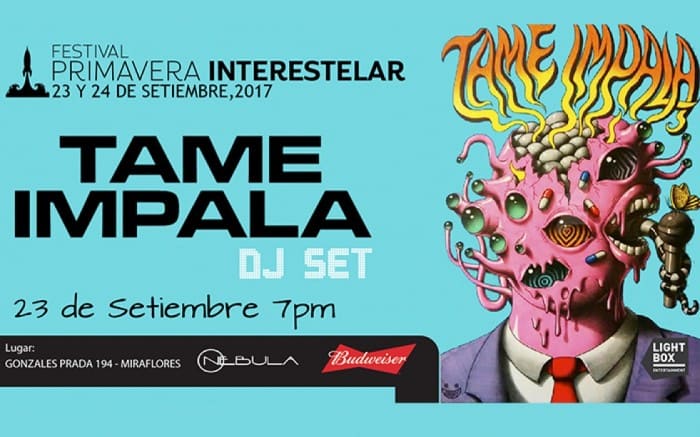 FESTIVAL
PRIMAVERA INTERESTELAR
23 Y 24 DE SETIEMBRE,2017
TAME
IMPALA
DJ SET
23 de Setiembre 7pm
Lugar:
GONZALES PRADA 194 - MIRAFLORES
NEBULA
Budweiser
TAME IMPALA
LIGHT
BOX
ENTERTAINMENT